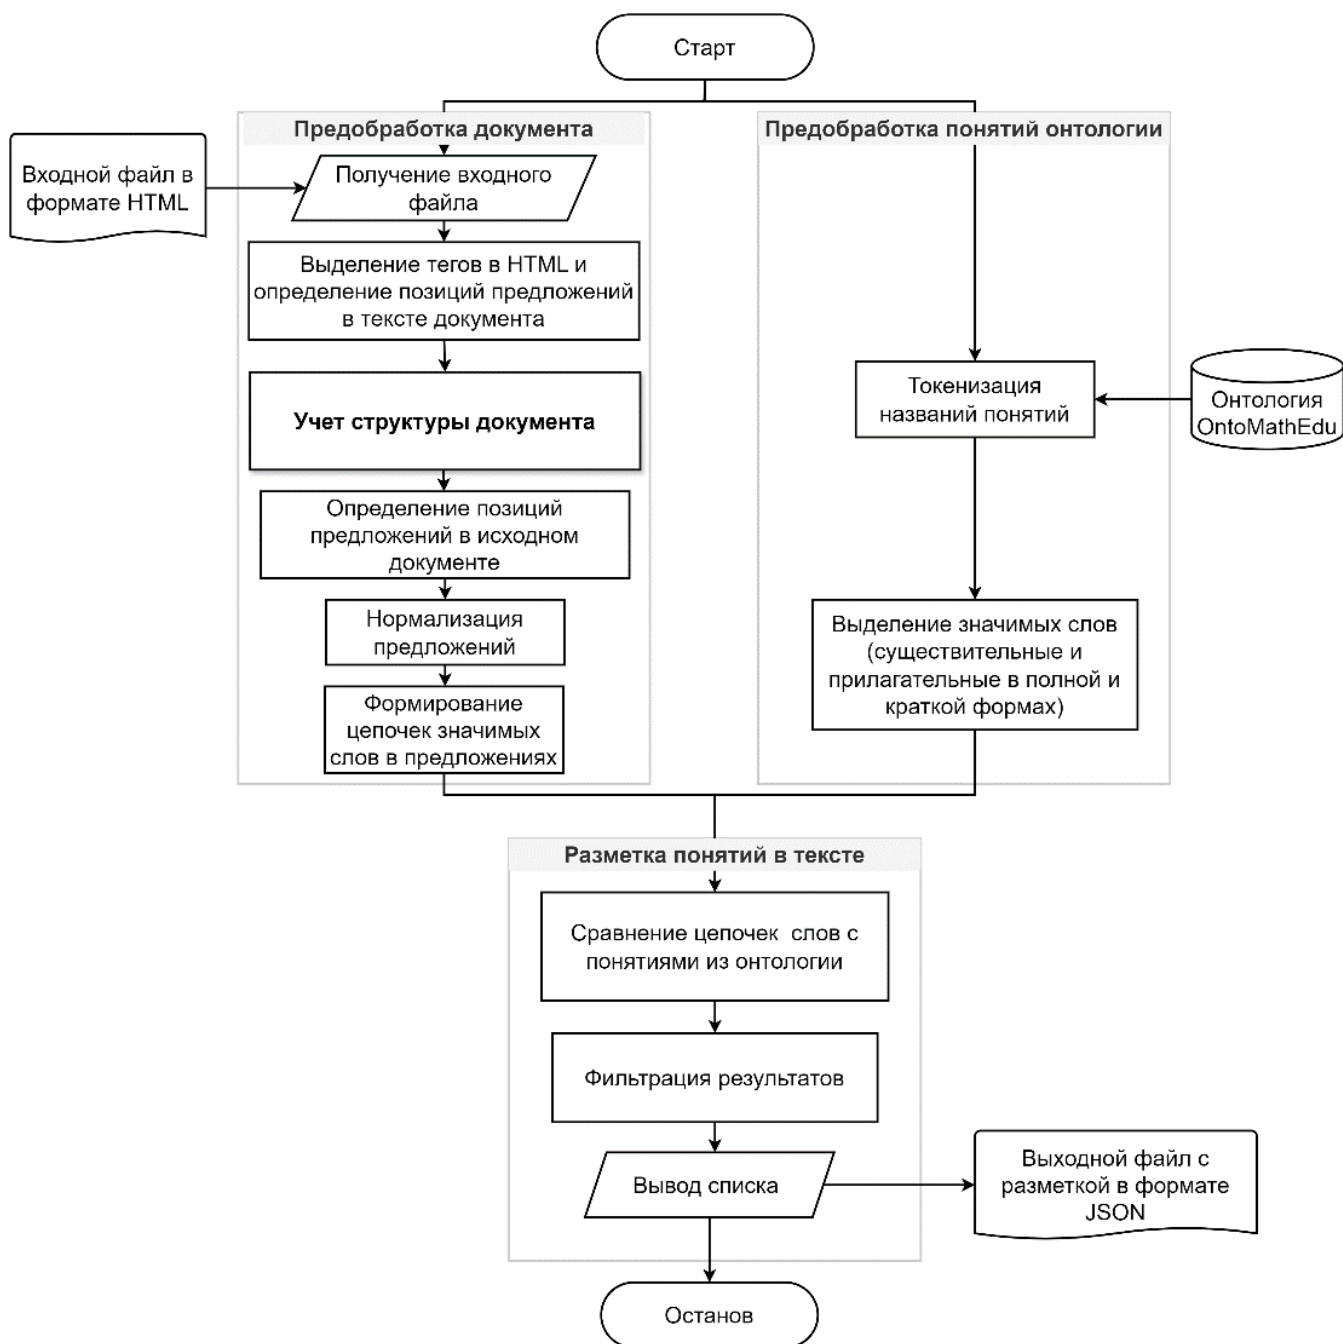 Старт
Предобработка документа
Предобработка понятий онтологии
Входной файл в
формате HTML
Получение входного
файла
Выделение тегов в HTML и
определение позиций предложений
в тексте документа
Учет структуры документа
Определение позиций
предложений в исходном
документе
Нормализация
предложений
Формирование
цепочек значимых
слов в предложениях
Токенизация
названий понятий
Онтология
OntoMathEdu
Выделение значимых слов
(существительные и
прилагательные в полной и
краткой формах)
Разметка понятий в тексте
Сравнение цепочек слов с
понятиями из онтологии
Фильтрация результатов
Вывод списка
Выходной файл с
разметкой в формате
JSON
Останов